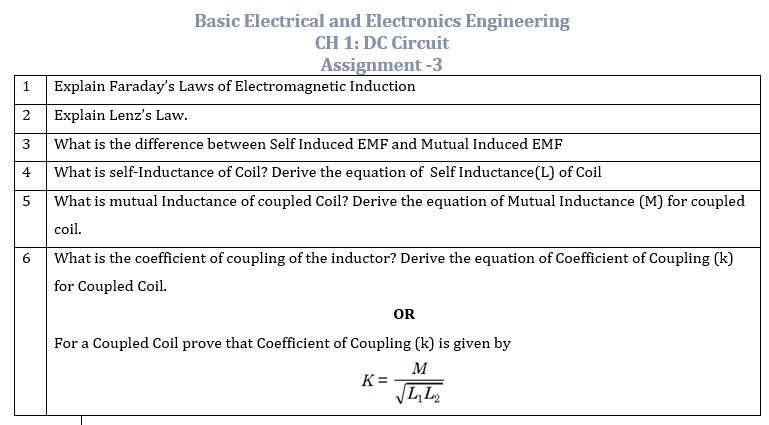 Basic Electrical and Electronics Engineering
CH 1: DC Circuit
Assignment -3
1 Explain Faraday's Laws of Electromagnetic Induction
2 Explain Lenz's Law.
3 What is the difference between Self Induced EMF and Mutual Induced EMF
4 What is self-Inductance of Coil? Derive the equation of Self Inductance(L) of Coil
5 What is mutual Inductance of coupled Coil? Derive the equation of Mutual Inductance (M) for coupled
coil.
6 What is the coefficient of coupling of the inductor? Derive the equation of Coefficient of Coupling (k)
for Coupled Coil.
OR
For a Coupled Coil prove that Coefficient of Coupling (k) is given by
K = M / √L₁L₂